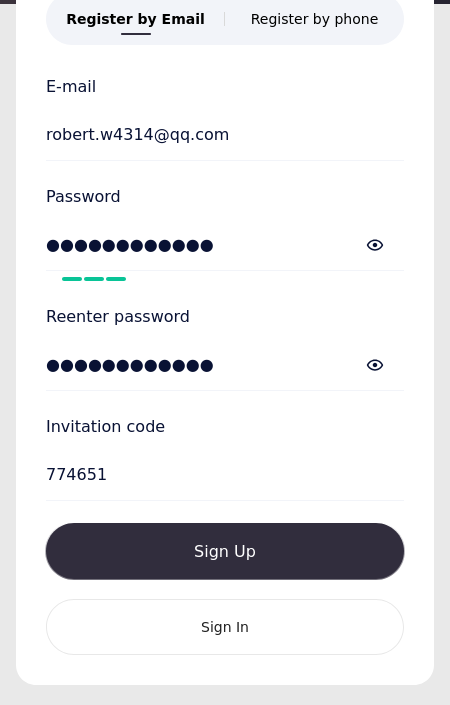 Register by Email
Register by phone
E-mail
robert.w4314@qq.com
Password
●●●●●●●●●●●●
Reenter password
●●●●●●●●●●●●
Invitation code
774651
Sign Up
Sign In